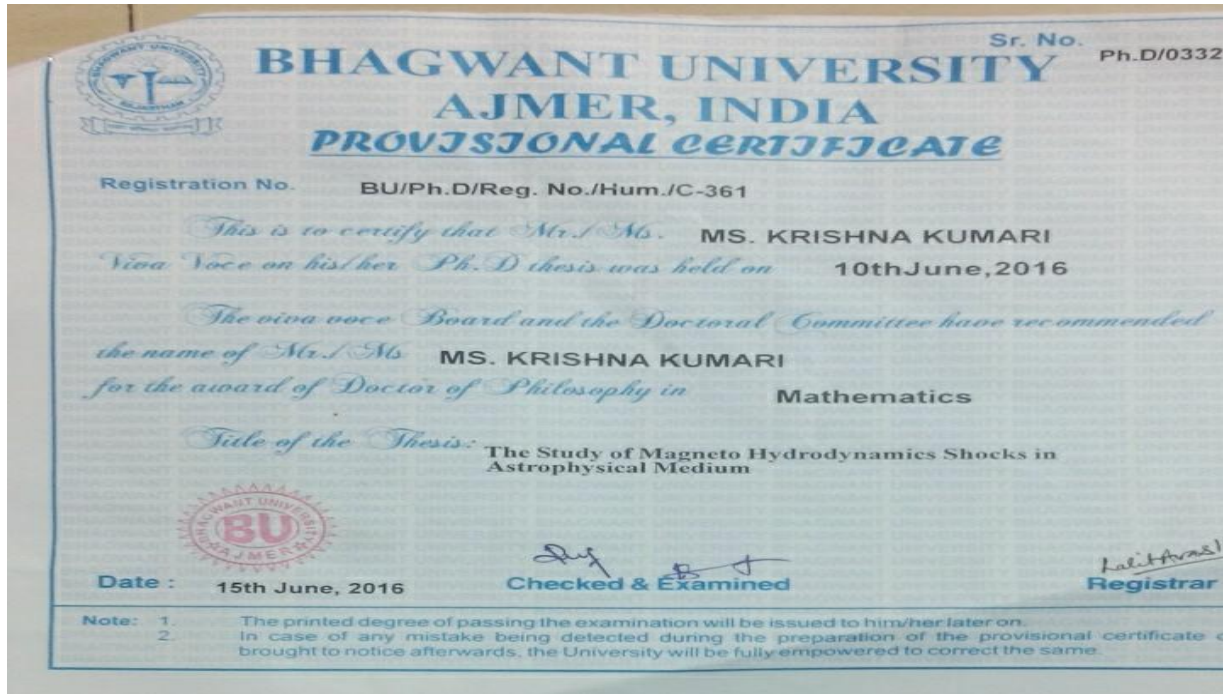 Sr. No.
Ph.D/0332
BHAGWANT UNIVERSITY
AJMER, INDIA
PROVISIONAL CERTIFICATE
Registration No. BU/Ph.D/Reg. No./Hum./C-361
This is to certify that Mr./Ms. MS. KRISHNA KUMARI
Viva Voce on his/her Ph.D thesis was held on 10thJune,2016
The viva voce Board and the Doctoral Committee have recommended
the name of Mr./Ms MS. KRISHNA KUMARI
for the award of Doctor of Philosophy in Mathematics
Title of the Thesis: The Study of Magneto Hydrodynamics Shocks in
Astrophysical Medium
BHAGWANT UNIVERSITY
BU
AJMER
Date : 15th June, 2016
Checked & Examined
Registrar
Note: 1. The printed degree of passing the examination will be issued to him/her later on.
2. In case of any mistake being detected during the preparation of the provisional certificate
brought to notice afterwards, the University will be fully empowered to correct the same.